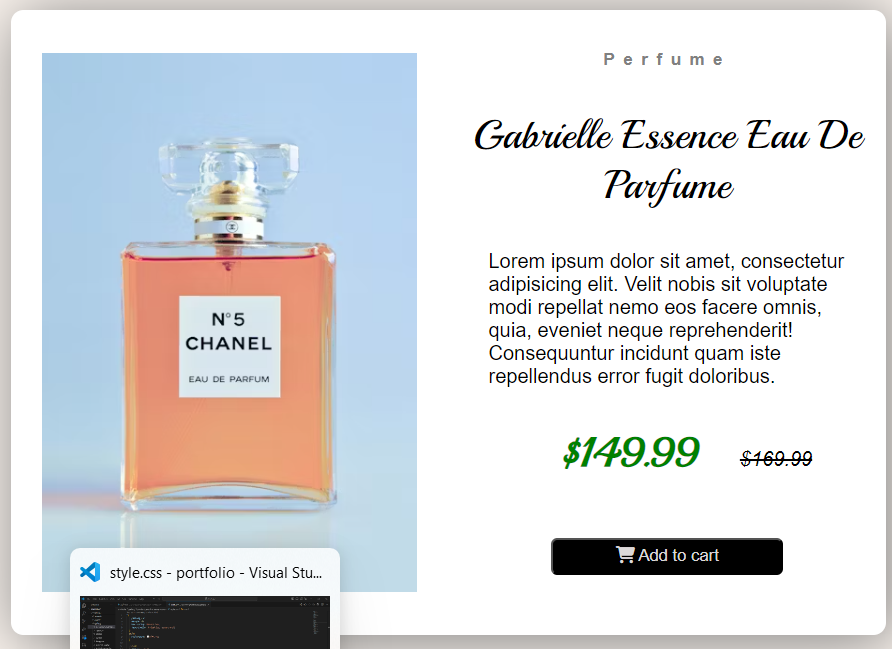 Perfume
Gabrielle Essence Eau De
Parfume
Lorem ipsum dolor sit amet, consectetur
adipisicing elit. Velit nobis sit voluptate
modi repellat nemo eos facere omnis,
quia, eveniet neque reprehenderit!
Consequuntur incidunt quam iste
repellendus error fugit doloribus.
$149.99 $169.99
Add to cart
N°5
CHANEL
EAU DE PARFUM
style.css - portfolio - Visual Stu...